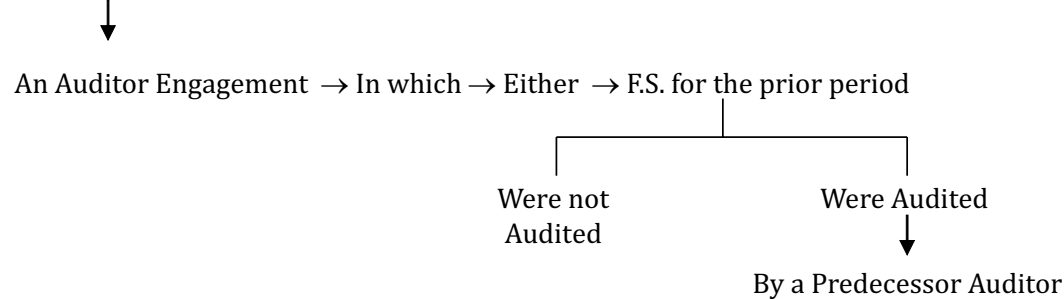 An Auditor Engagement → In which → Either → F.S. for the prior period
Were not
Audited
Were Audited
By a Predecessor Auditor